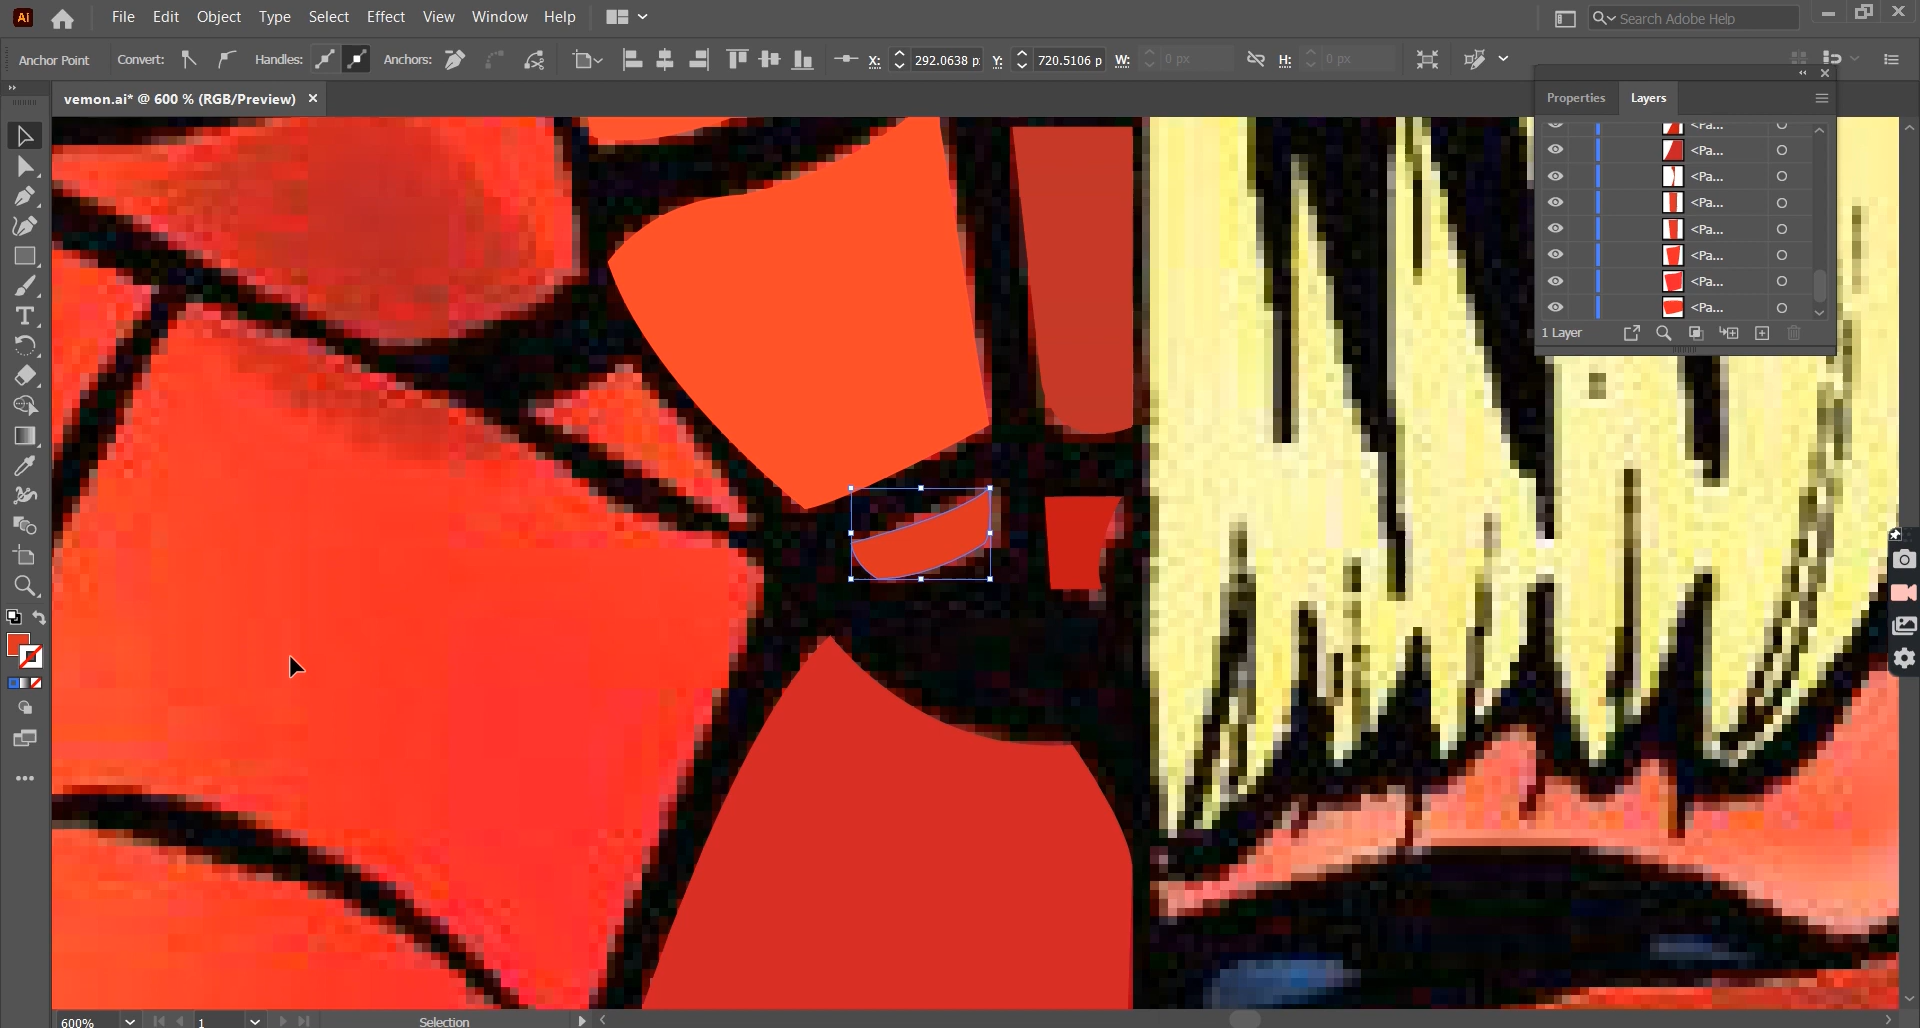 Ai File Edit Object Type Select Effect View Window Help Search Adobe Help
Anchor Point Convert: Handles: Anchors: X: 292.0638 p Y: 720.5106 p W: 0 px H: 0 px
vemon.ai* @ 600 % (RGB/Preview)
Properties Layers
<Pa...
<Pa...
<Pa...
<Pa...
<Pa...
<Pa...
<Pa...
<Pa...
1 Layer
600% 1 Selection